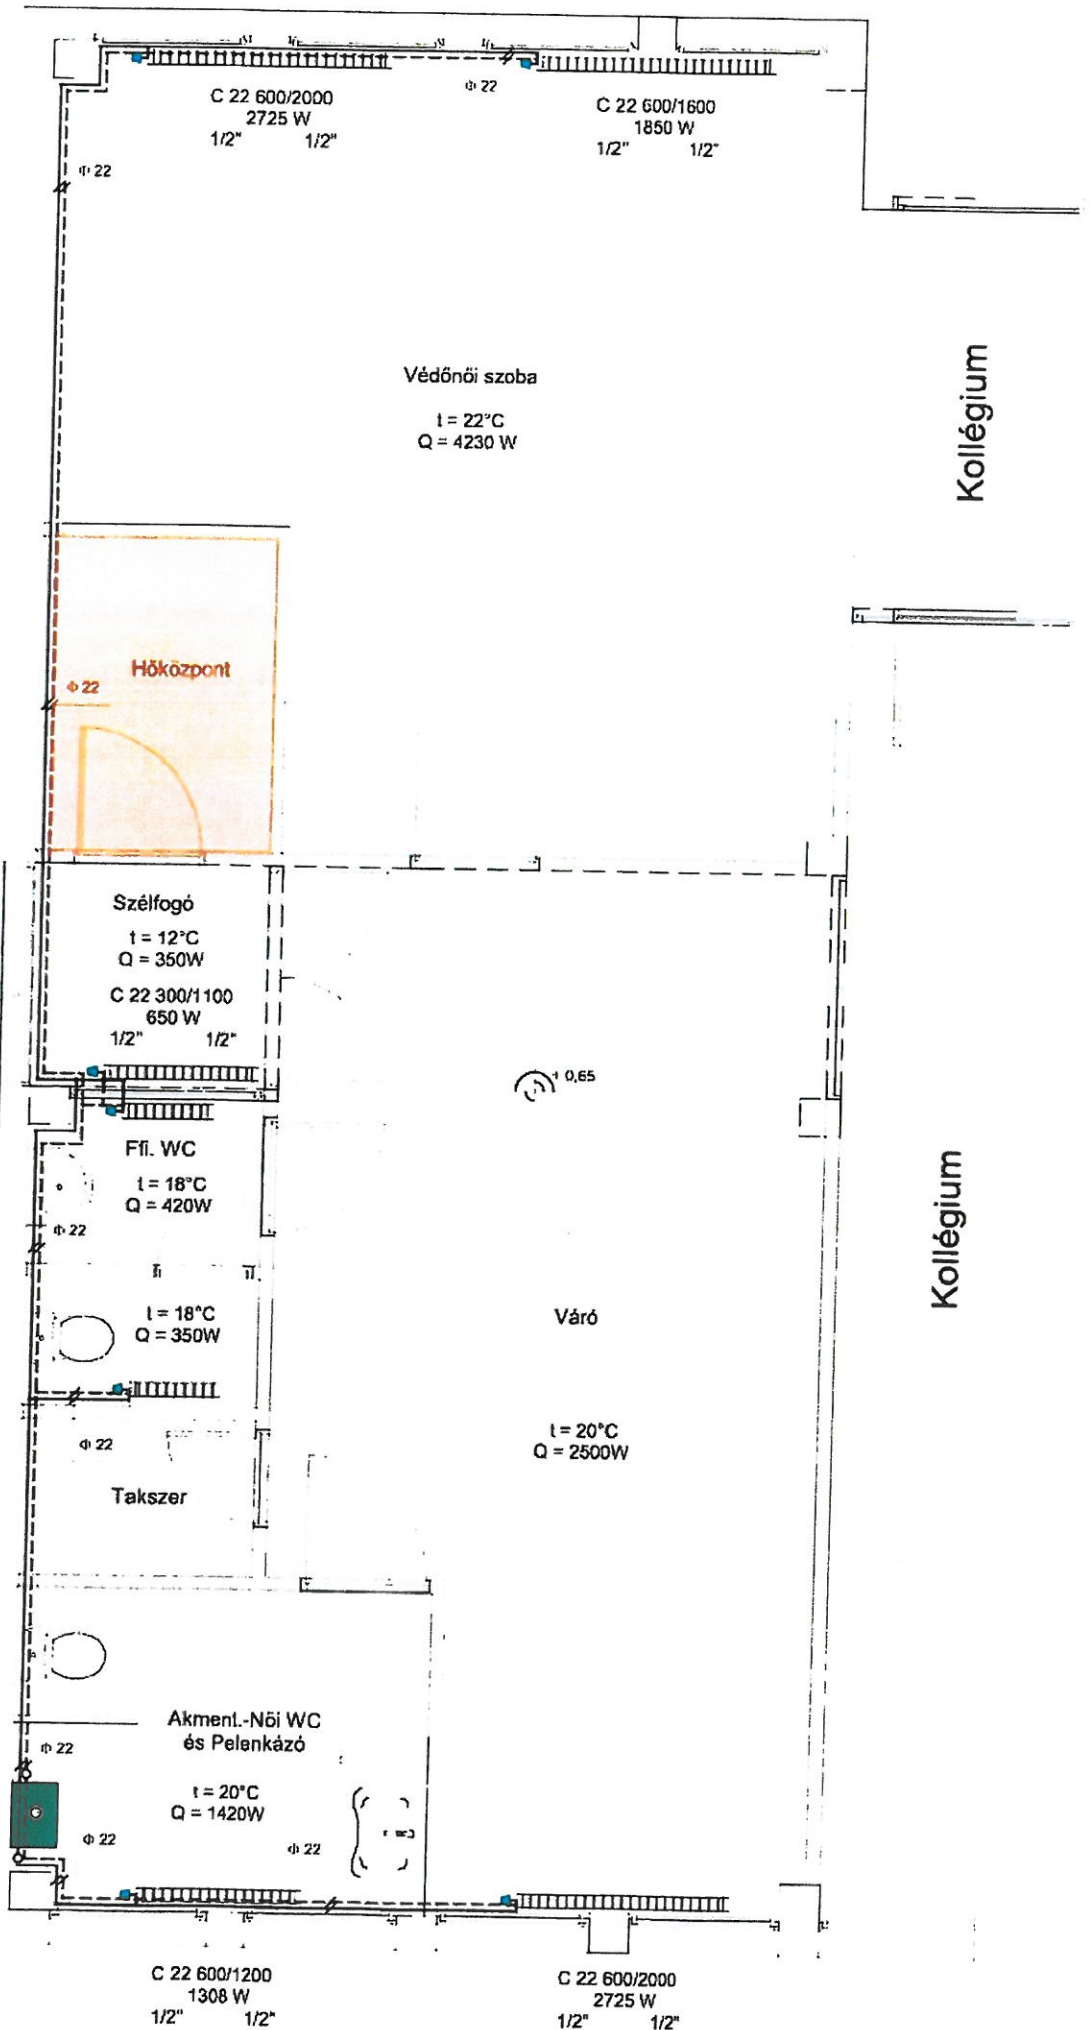 C 22 600/2000
2725 W
1/2" 1/2"
Φ 22
C 22 600/1600
1850 W
1/2" 1/2"
Φ 22
Védőnői szoba
t = 22°C
Q = 4230 W
Kollégium
Hőközpont
Φ 22
Szélfogó
t = 12°C
Q = 350W
C 22 300/1100
650 W
1/2" 1/2"
+ 0,65
Ffi. WC
t = 18°C
Q = 420W
Φ 22
Kollégium
t = 18°C
Q = 350W
Váró
t = 20°C
Q = 2500W
Φ 22
Takszer
Akment.-Női WC
és Pelenkázó
Φ 22
t = 20°C
Q = 1420W
Φ 22
Φ 22
C 22 600/1200
1308 W
1/2" 1/2"
C 22 600/2000
2725 W
1/2" 1/2"